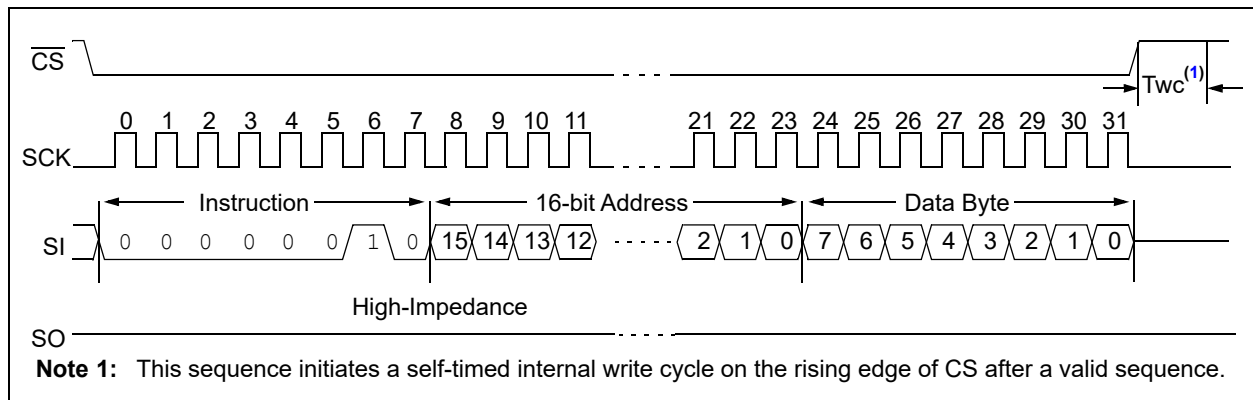 CS
Twc(1)
0 1 2 3 4 5 6 7 8 9 10 11 21 22 23 24 25 26 27 28 29 30 31
SCK
Instruction 16-bit Address Data Byte
SI 0 0 0 0 0 0 1 0 15 14 13 12 2 1 0 7 6 5 4 3 2 1 0
High-Impedance
SO
Note 1: This sequence initiates a self-timed internal write cycle on the rising edge of CS after a valid sequence.